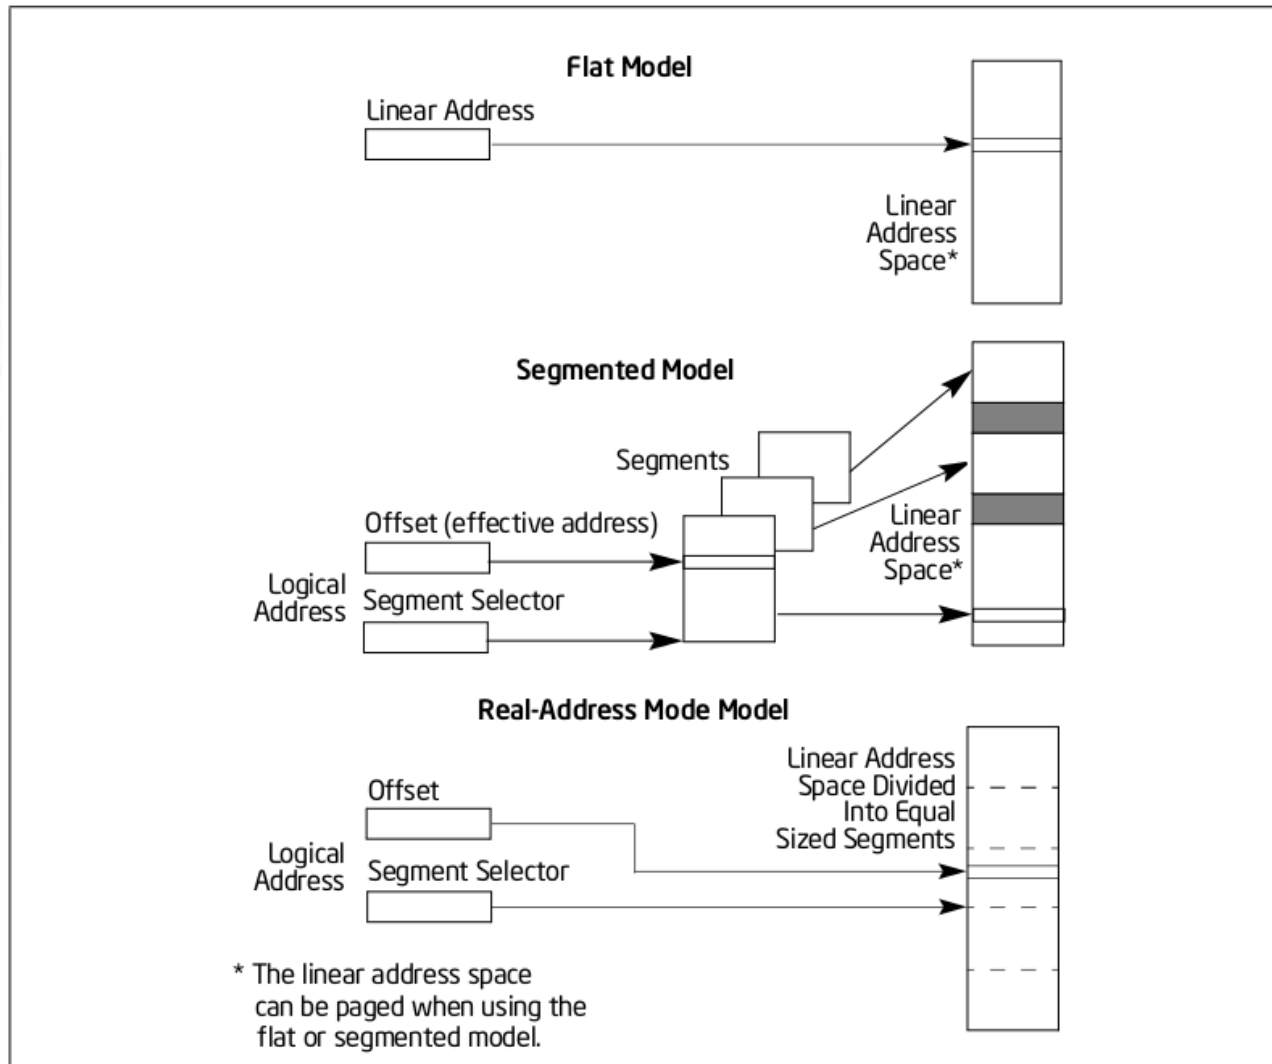 Flat Model
Linear Address
Linear
Address
Space*
Segmented Model
Segments
Offset (effective address)
Logical
Address
Segment Selector
Linear
Address
Space*
Real-Address Mode Model
Linear Address
Space Divided
Into Equal
Sized Segments
Offset
Logical
Address
Segment Selector
* The linear address space
can be paged when using the
flat or segmented model.